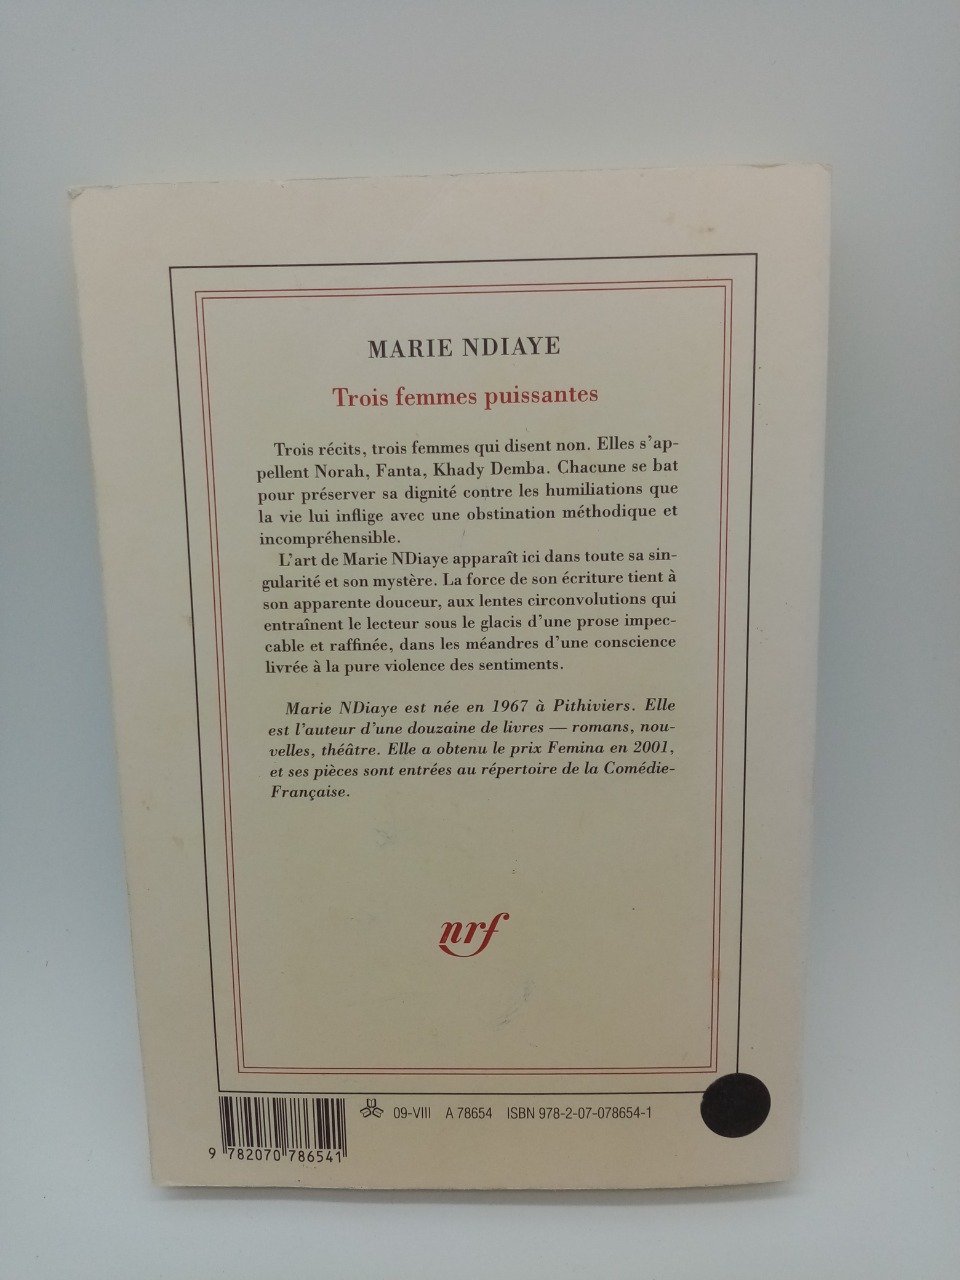 MARIE NDIAYE
Trois femmes puissantes
Trois récits, trois femmes qui disent non. Elles s'ap-
pellent Norah, Fanta, Khady Demba. Chacune se bat
pour préserver sa dignité contre les humiliations que
la vie lui inflige avec une obstination méthodique et
incompréhensible.
L'art de Marie NDiaye apparaît ici dans toute sa sin-
gularité et son mystère. La force de son écriture tient à
son apparente douceur, aux lentes circonvolutions qui
entraînent le lecteur sous le glacis d'une prose impec-
cable et raffinée, dans les méandres d'une conscience
livrée à la pure violence des sentiments.
Marie NDiaye est née en 1967 à Pithiviers. Elle
est l'auteur d'une douzaine de livres — romans, nou-
velles, théâtre. Elle a obtenu le prix Femina en 2001,
et ses pièces sont entrées au répertoire de la Comédie-
Française.
nrf
09-VIII A 78654 ISBN 978-2-07-078654-1
9 782070 786541